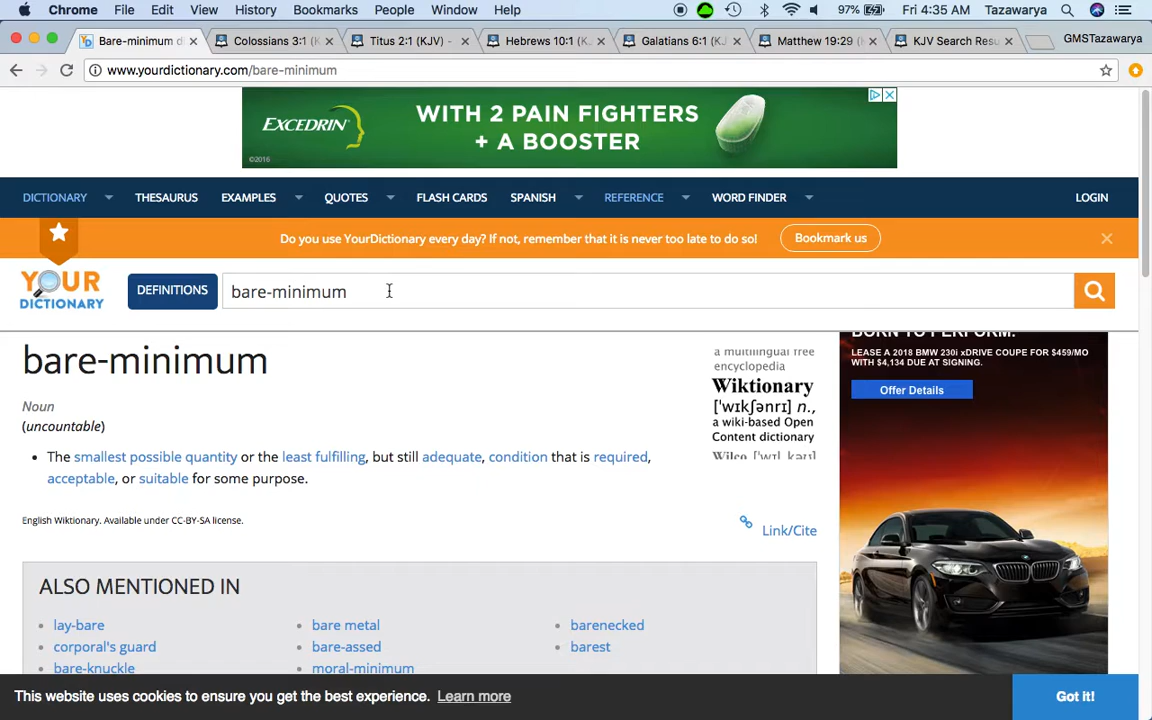 Chrome File Edit View History Bookmarks People Window Help 97% Fri 4:35 AM Tazawarya
Bare-minimum d Colossians 3:1 (KJV) Titus 2:1 (KJV) - Hebrews 10:1 (KJV Galatians 6:1 (KJV Matthew 19:29 (KJV KJV Search Resu GMSTazawarya
www.yourdictionary.com/bare-minimum
EXCEDRIN
WITH 2 PAIN FIGHTERS
+ A BOOSTER
©2016
DICTIONARY THESAURUS EXAMPLES QUOTES FLASH CARDS SPANISH REFERENCE WORD FINDER LOGIN
Do you use YourDictionary every day? If not, remember that it is never too late to do so! Bookmark us
YOUR
DICTIONARY
DEFINITIONS
bare-minimum
bare-minimum
Noun
(uncountable)
• The smallest possible quantity or the least fulfilling, but still adequate, condition that is required,
acceptable, or suitable for some purpose.
a multilingual free
encyclopedia
Wiktionary
['wɪkʃənrɪ] n.,
a wiki-based Open
Content dictionary
English Wiktionary. Available under CC-BY-SA license.
Link/Cite
BORN TO PERFORM.
LEASE A 2018 BMW 230i xDRIVE COUPE FOR $459/MO
WITH $4,134 DUE AT SIGNING.
Offer Details
ALSO MENTIONED IN
• lay-bare
• corporal's guard
• bare-knuckle
• bare metal
• bare-assed
• moral-minimum
• barenecked
• barest
This website uses cookies to ensure you get the best experience. Learn more
Got it!